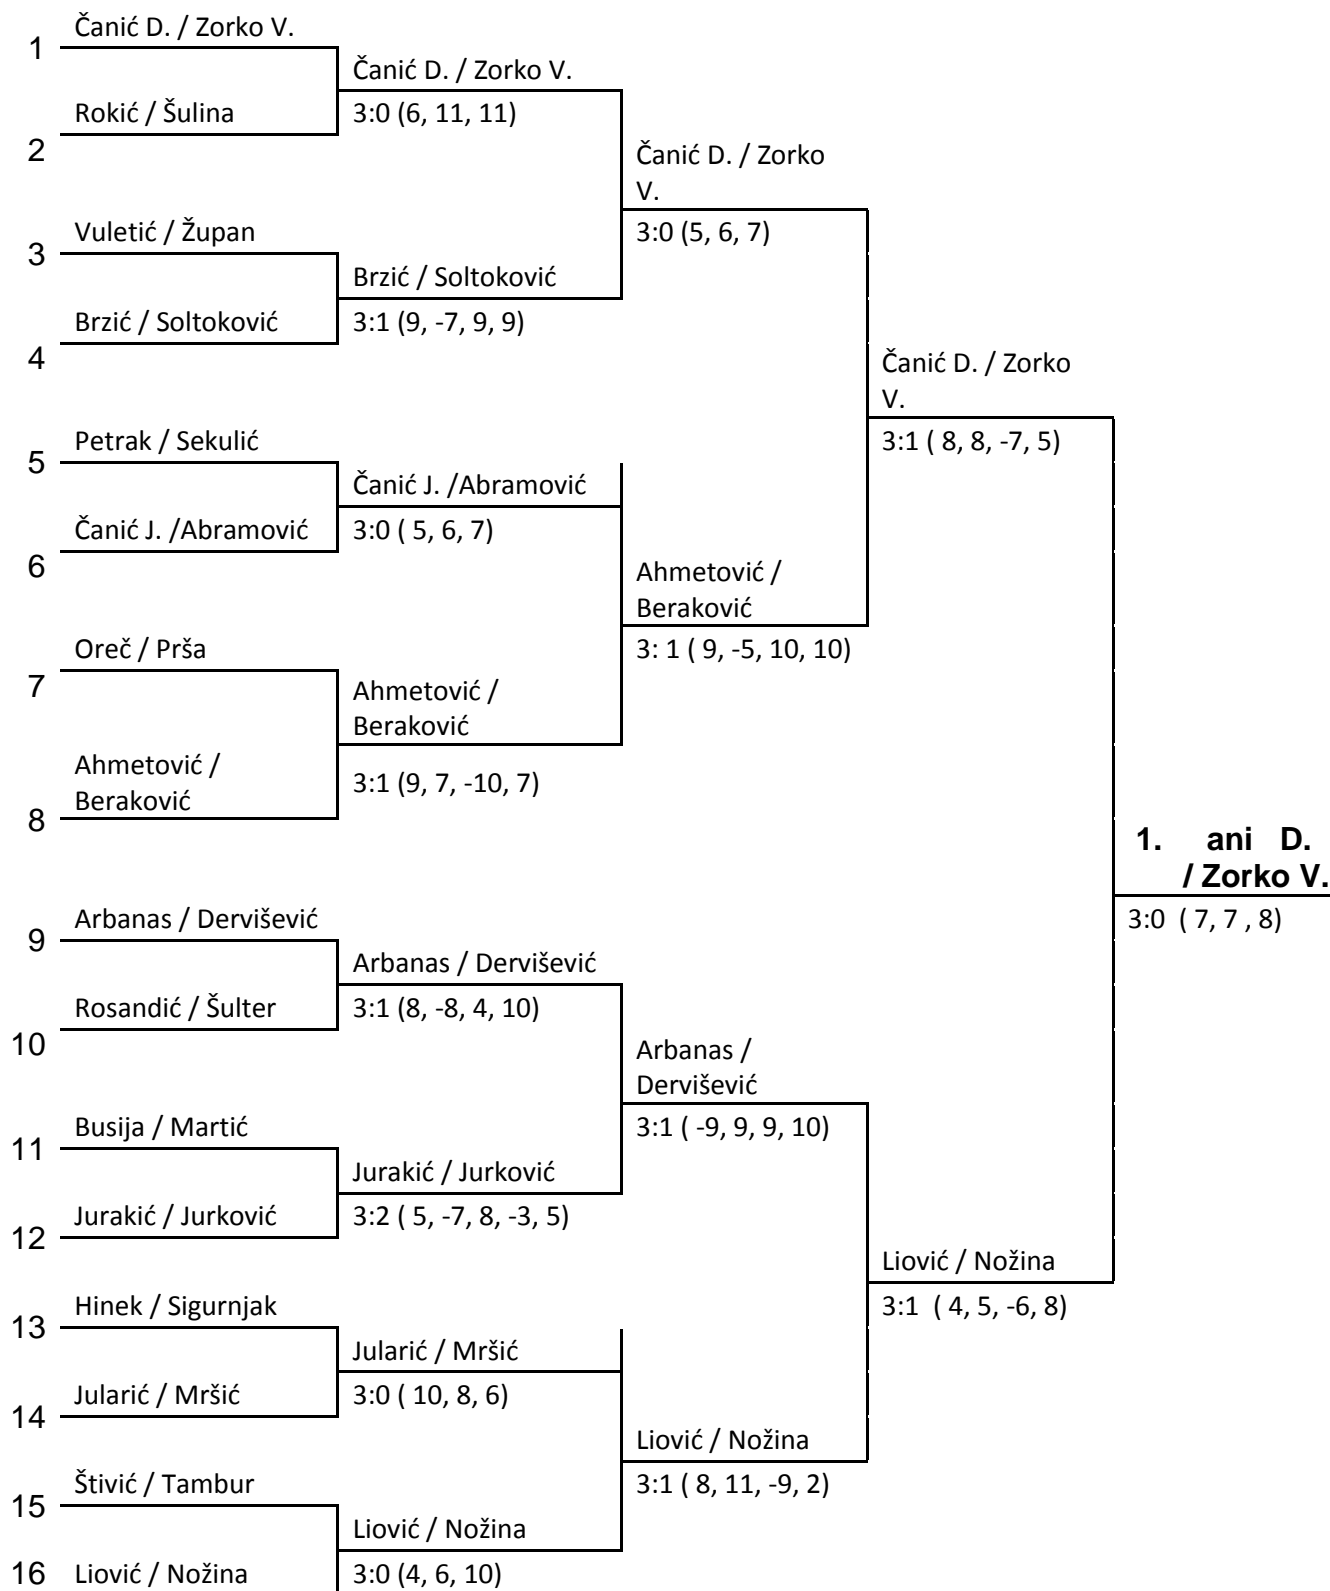 Čanić D. / Zorko V.
1
Čanić D. / Zorko V.
Rokić / Šulina
3:0 (6, 11, 11)
2
Čanić D. / Zorko
V.
Vuletić / Župan
3:0 (5, 6, 7)
3
Brzić / Soltoković
Brzić / Soltoković
3:1 (9, -7, 9, 9)
4
Čanić D. / Zorko
V.
Petrak / Sekulić
3:1 ( 8, 8, -7, 5)
5
Čanić J. /Abramović
Čanić J. /Abramović
3:0 ( 5, 6, 7)
6
Ahmetović /
Beraković
Oreč / Prša
3: 1 ( 9, -5, 10, 10)
7
Ahmetović /
Beraković
Ahmetović /
Beraković
3:1 (9, 7, -10, 7)
8
1. ani D.
/ Zorko V.
Arbanas / Dervišević
3:0 ( 7, 7 , 8)
9
Arbanas / Dervišević
Rosandić / Šulter
3:1 (8, -8, 4, 10)
10
Arbanas /
Dervišević
Busija / Martić
3:1 ( -9, 9, 9, 10)
11
Jurakić / Jurković
Jurakić / Jurković
3:2 ( 5, -7, 8, -3, 5)
12
Liović / Nožina
Hinek / Sigurnjak
3:1 ( 4, 5, -6, 8)
13
Jularić / Mršić
Jularić / Mršić
3:0 ( 10, 8, 6)
14
Liović / Nožina
Štivić / Tambur
3:1 ( 8, 11, -9, 2)
15
Liović / Nožina
16 Liović / Nožina
3:0 (4, 6, 10)